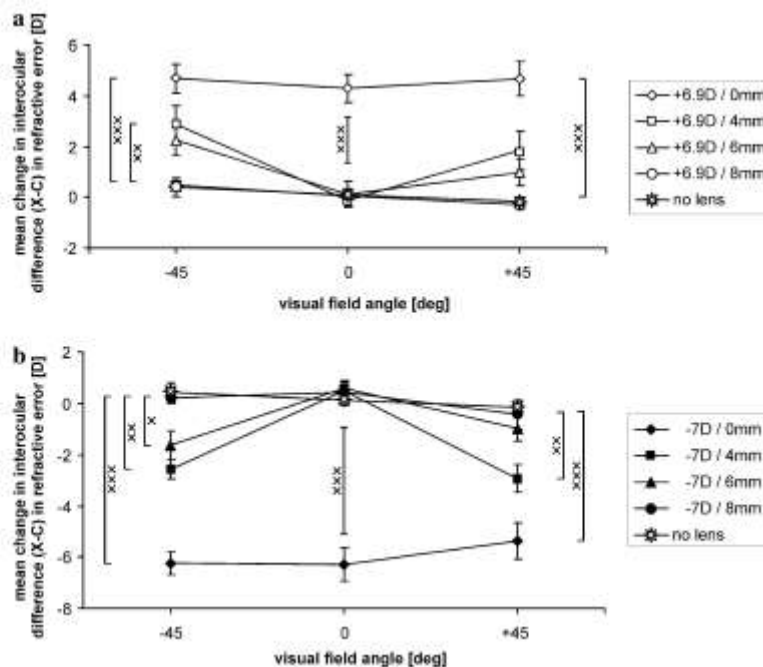 a
mean change in interocular
difference (X-C) in refractive error [D]
6
4
2
0
-2
xxx
xx
xxx
xxx
-45
0
+45
visual field angle [deg]
+6.9D / 0mm
+6.9D / 4mm
+6.9D / 6mm
+6.9D / 8mm
no lens
b
mean change in interocular
difference (X-C) in refractive error [D]
2
0
-2
-4
-6
-8
xxx
xx
x
xxx
xx
xxx
-45
0
+45
visual field angle [deg]
-7D / 0mm
-7D / 4mm
-7D / 6mm
-7D / 8mm
no lens